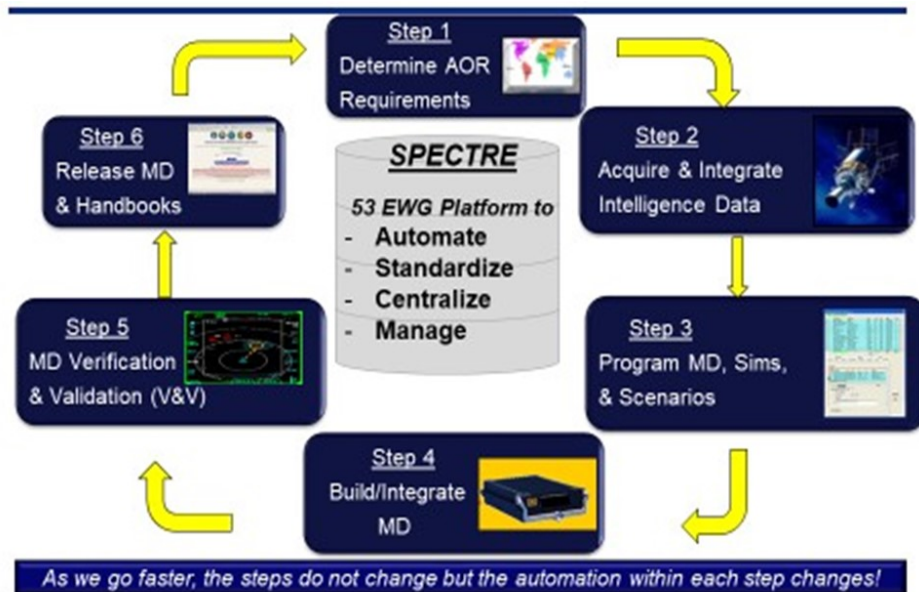 Step 1
Determine AOR
Requirements
Step 2
Acquire & Integrate
Intelligence Data
Step 3
Program MD, Sims,
& Scenarios
Step 4
Build/Integrate
MD
Step 5
MD Verification
& Validation (V&V)
Step 6
Release MD
& Handbooks
SPECTRE
53 EWG Platform to
- Automate
- Standardize
- Centralize
- Manage
As we go faster, the steps do not change but the automation within each step changes!